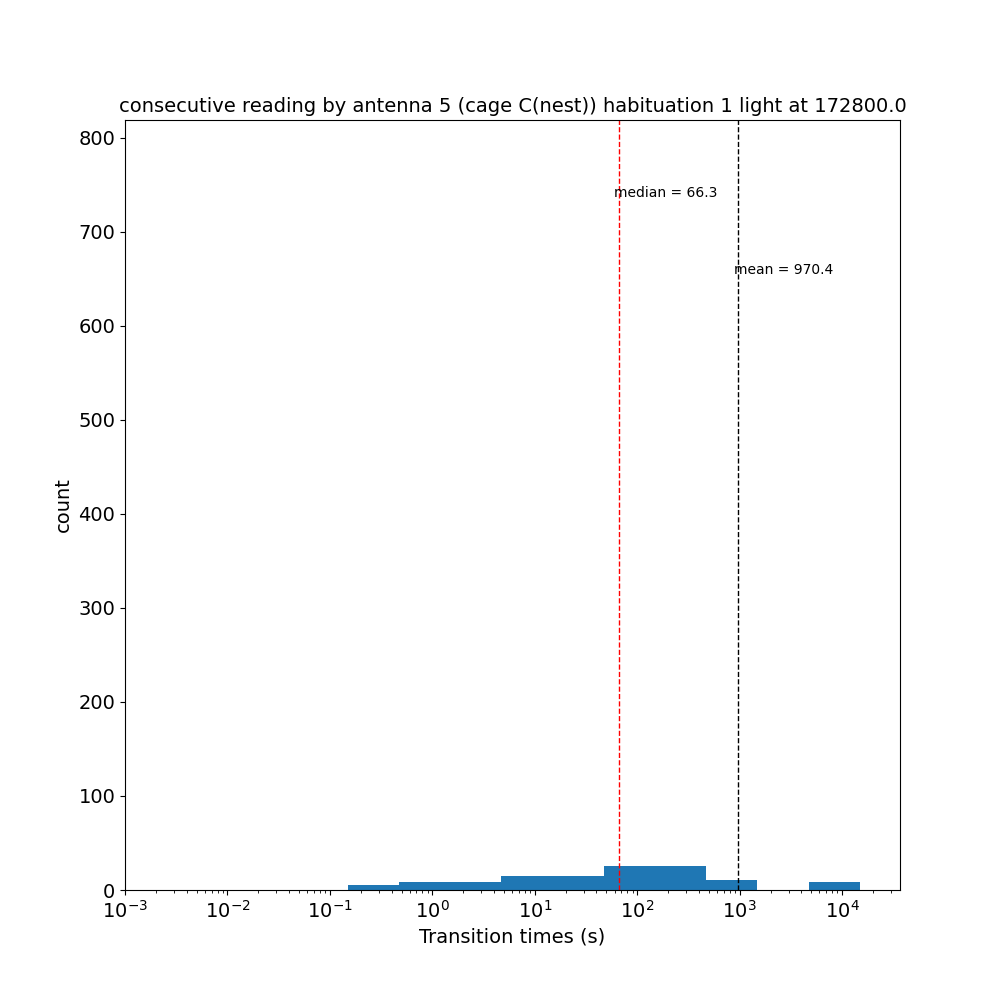 consecutive reading by antenna 5 (cage C(nest)) habituation 1 light at 172800.0
800
median = 66.3
700
mean = 970.4
600
500
count
400
300
200
100
0
10⁻³ 10⁻² 10⁻¹ 10⁰ 10¹ 10² 10³ 10⁴
Transition times (s)